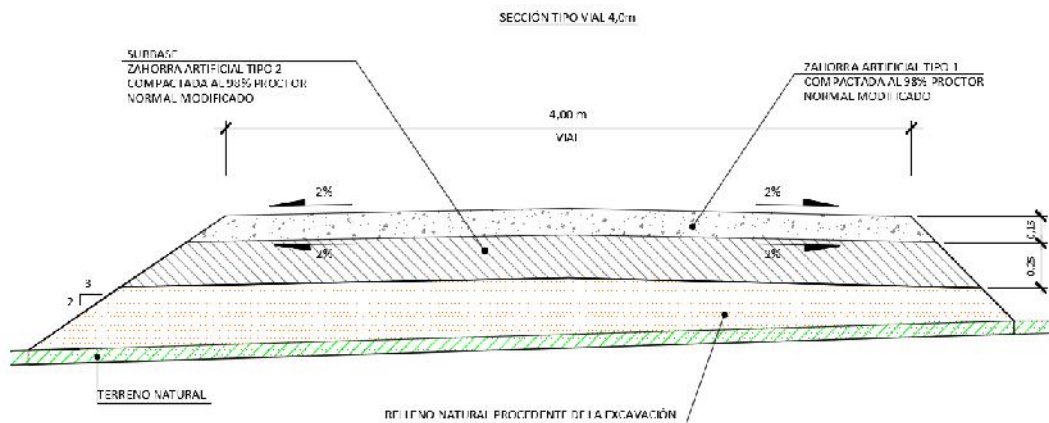 SECCIÓN TIPO VIAL 4,0m
SUBBASE
ZAHORRA ARTIFICIAL TIPO 2
COMPACTADA AL 98% PROCTOR
NORMAL MODIFICADO
ZAHORRA ARTIFICIAL TIPO 1
COMPACTADA AL 98% PROCTOR
NORMAL MODIFICADO
4,00 m
VIAL
2%
2%
2%
2%
0.15
0.25
3
2
TERRENO NATURAL
RELLENO NATURAL PROCEDENTE DE LA EXCAVACIÓN